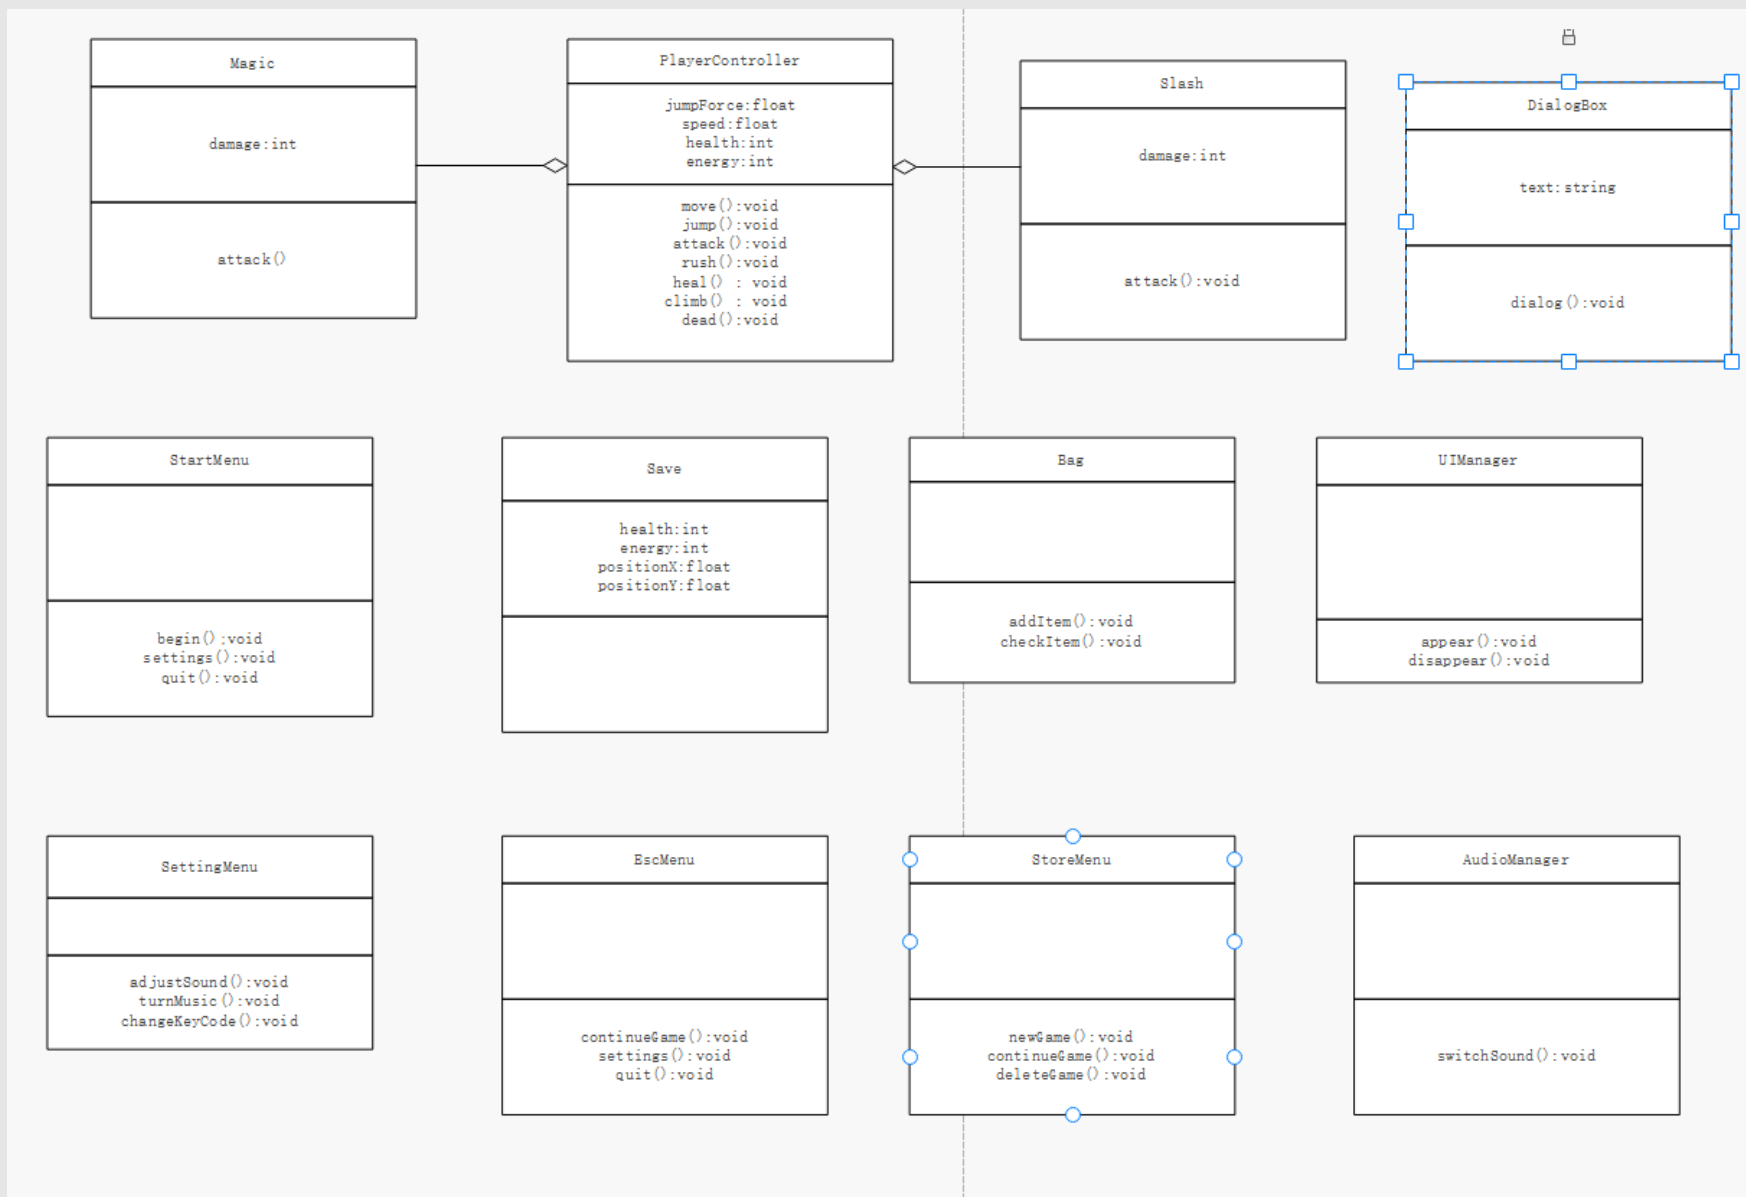 Magic
damage:int
attack()
PlayerController
jumpForce:float
speed:float
health:int
energy:int
move():void
jump():void
attack():void
rush():void
heal() : void
climb() : void
dead():void
Slash
damage:int
attack():void
DialogBox
text:string
dialog():void
StartMenu
begin():void
settings():void
quit():void
Save
health:int
energy:int
positionX:float
positionY:float
Bag
addItem():void
checkItem():void
UIManager
appear():void
disappear():void
SettingMenu
adjustSound():void
turnMusic():void
changeKeyCode():void
EscMenu
continueGame():void
settings():void
quit():void
StoreMenu
newGame():void
continueGame():void
deleteGame():void
AudioManager
switchSound():void